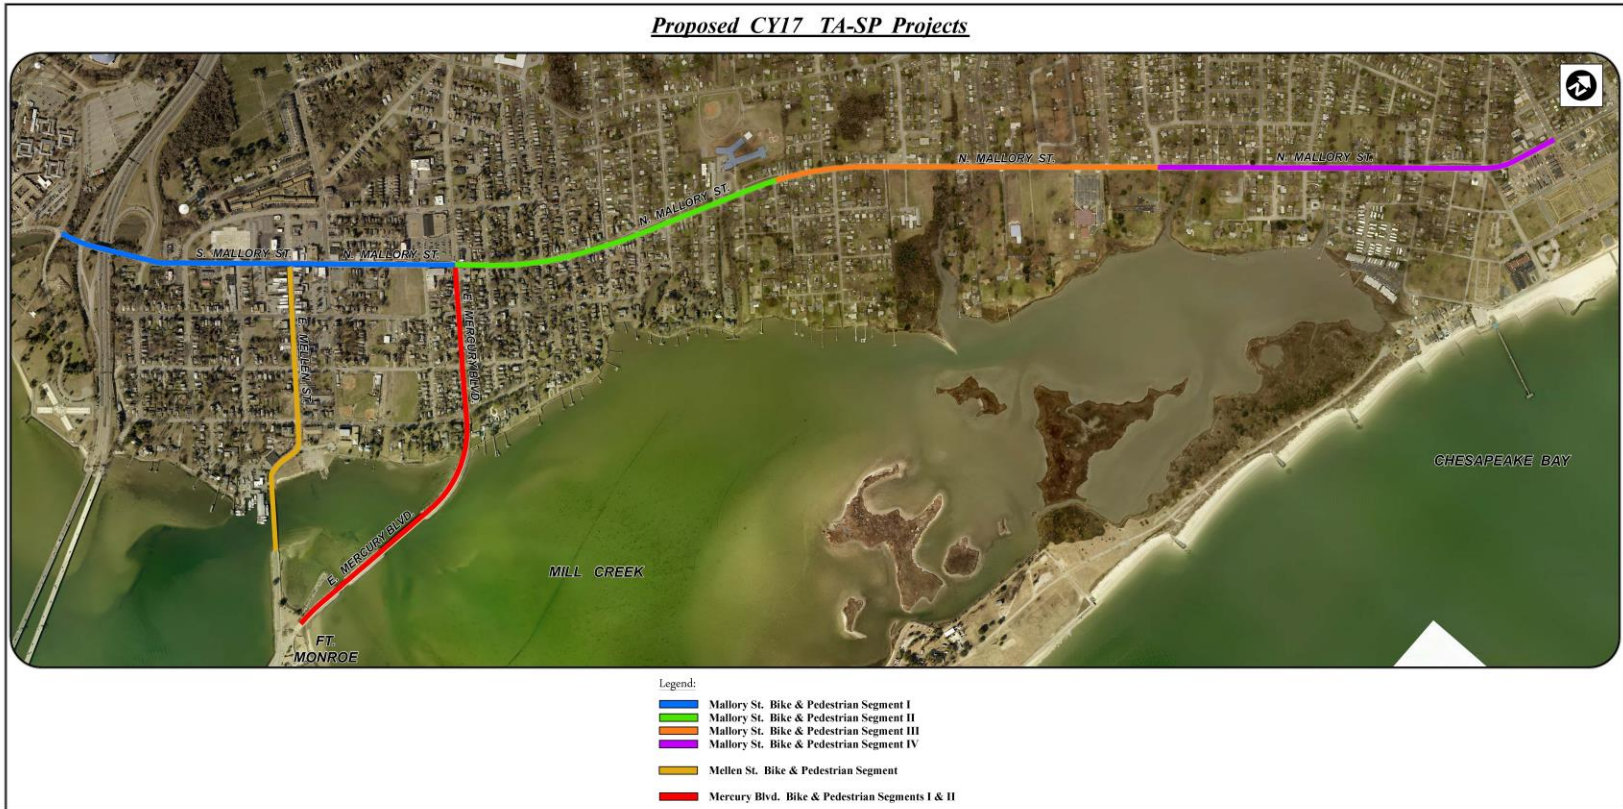 Proposed CY17 TA-SP Projects
N. MALLORY ST.
N. MALLORY ST.
N. MALLORY ST.
S. MALLORY ST.
N. MALLORY ST.
E. MELLEN ST.
E. MERCURY BLVD.
CHESAPEAKE BAY
E. MERCURY BLVD.
MILL CREEK
FT.
MONROE
Legend:
Mallory St. Bike & Pedestrian Segment I
Mallory St. Bike & Pedestrian Segment II
Mallory St. Bike & Pedestrian Segment III
Mallory St. Bike & Pedestrian Segment IV
Mellen St. Bike & Pedestrian Segment
Mercury Blvd. Bike & Pedestrian Segments I & II